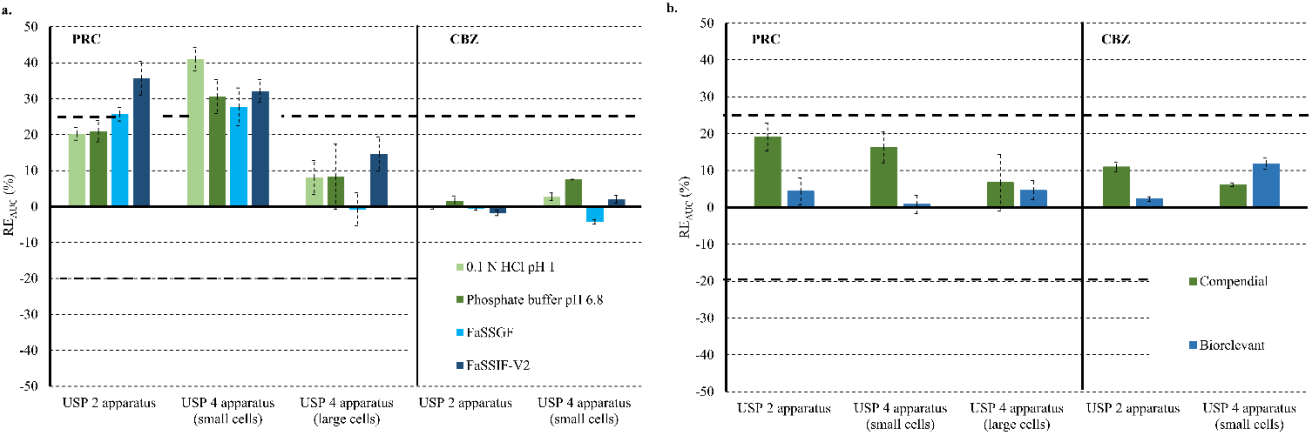 a.
PRC
CBZ
50
40
30
20
10
0
-10
-20
-30
-40
-50
RE_AUC (%)
0.1 N HCl pH 1
Phosphate buffer pH 6.8
FaSSGF
FaSSIF-V2
USP 2 apparatus
USP 4 apparatus
(small cells)
USP 4 apparatus
(large cells)
USP 2 apparatus
USP 4 apparatus
(small cells)
b.
PRC
CBZ
50
40
30
20
10
0
-10
-20
-30
-40
-50
RE_AUC (%)
Compendial
Biorelevant
USP 2 apparatus
USP 4 apparatus
(small cells)
USP 4 apparatus
(large cells)
USP 2 apparatus
USP 4 apparatus
(small cells)